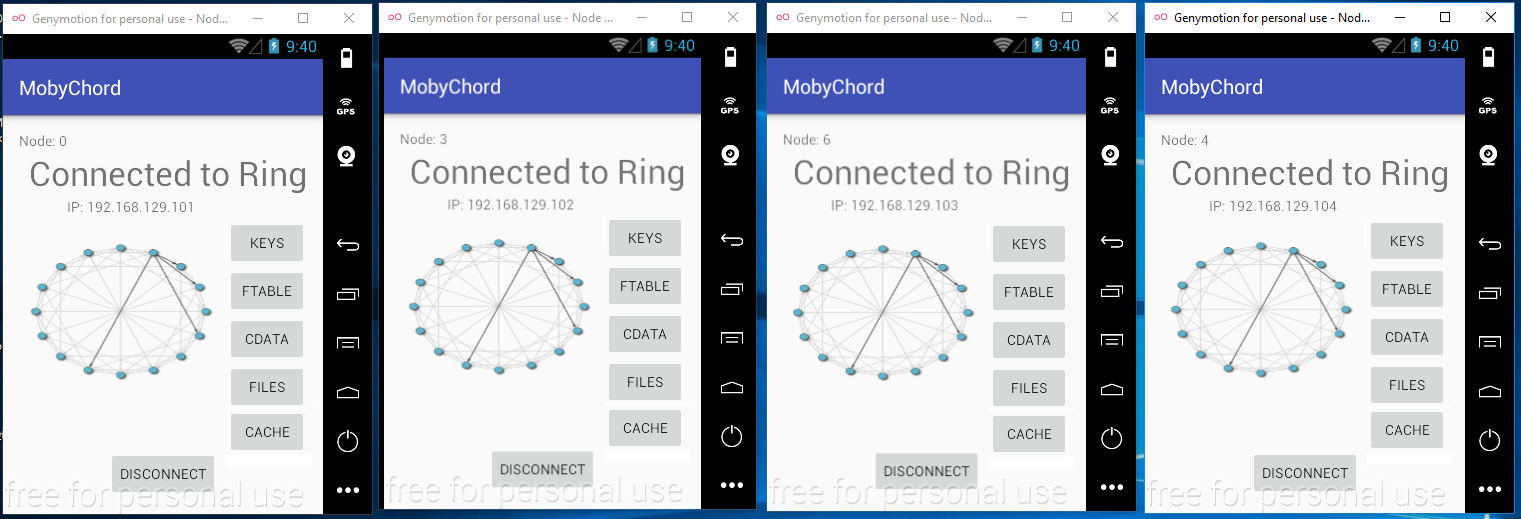 Genymotion for personal use - Nod...
9:40
GPS
MobyChord
Node: 0
Connected to Ring
IP: 192.168.129.101
KEYS
FTABLE
CDATA
FILES
CACHE
DISCONNECT
free for personal use
Genymotion for personal use - Node ...
9:40
GPS
MobyChord
Node: 3
Connected to Ring
IP: 192.168.129.102
KEYS
FTABLE
CDATA
FILES
CACHE
DISCONNECT
free for personal use
Genymotion for personal use - Nod...
9:40
GPS
MobyChord
Node: 6
Connected to Ring
IP: 192.168.129.103
KEYS
FTABLE
CDATA
FILES
CACHE
DISCONNECT
free for personal use
Genymotion for personal use - Nod...
9:40
GPS
MobyChord
Node: 4
Connected to Ring
IP: 192.168.129.104
KEYS
FTABLE
CDATA
FILES
CACHE
DISCONNECT
free for personal use